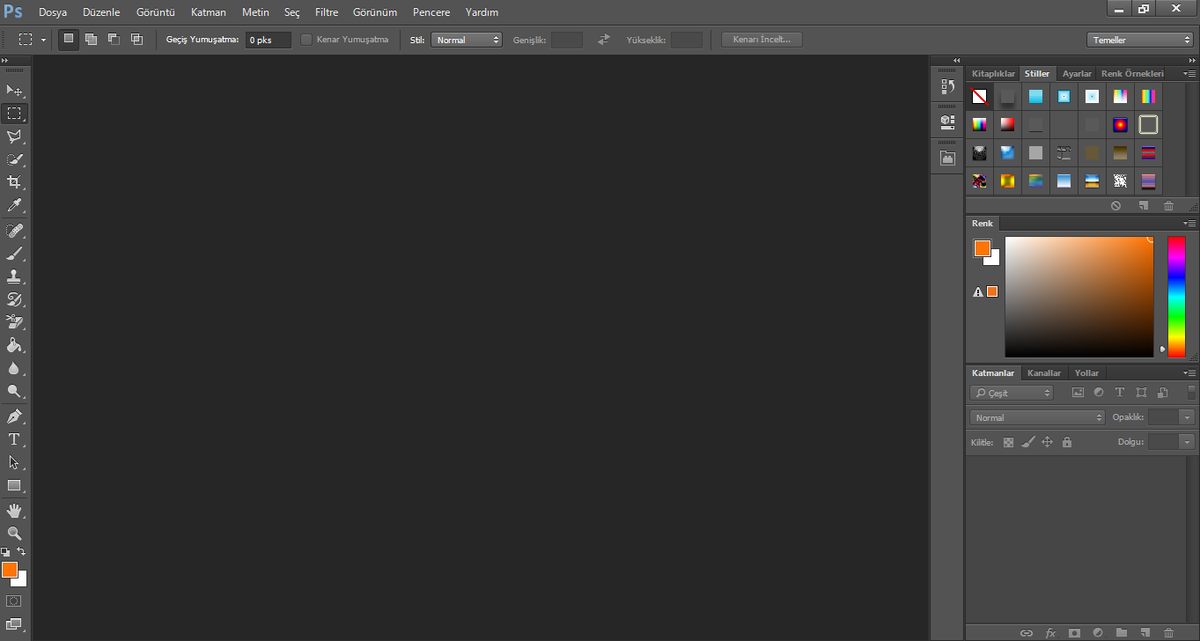 Ps Dosya Düzenle Görüntü Katman Metin Seç Filtre Görünüm Pencere Yardım
Geçiş Yumuşatma: 0 pks Kenar Yumuşatma Stil: Normal Genişlik: Yükseklik: Kenarı İncelt... Temeller
Kitaplıklar Stiller Ayarlar Renk Örnekleri
Renk
Katmanlar Kanallar Yollar
Çeşit
Normal Opaklık:
Kilitle: Dolgu: